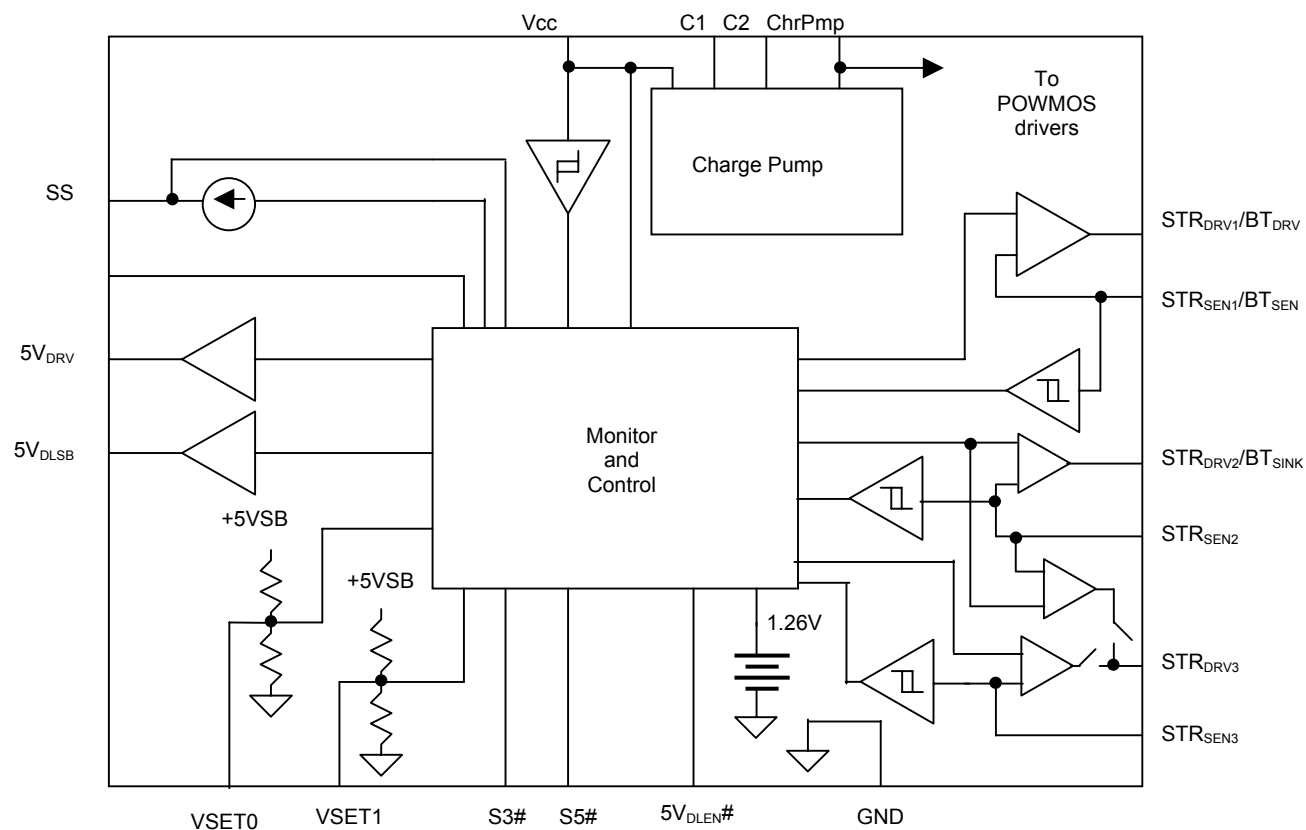 Vcc
C1
C2
ChrPmp
To
POWMOS
drivers
Charge Pump
SS
STRDRV1/BTDRV
STRSEN1/BTSEN
5VDRV
5VDLSB
Monitor
and
Control
STRDRV2/BTSINK
+5VSB
STRSEN2
+5VSB
1.26V
STRDRV3
STRSEN3
VSET0
VSET1
S3#
S5#
5VDLEN#
GND